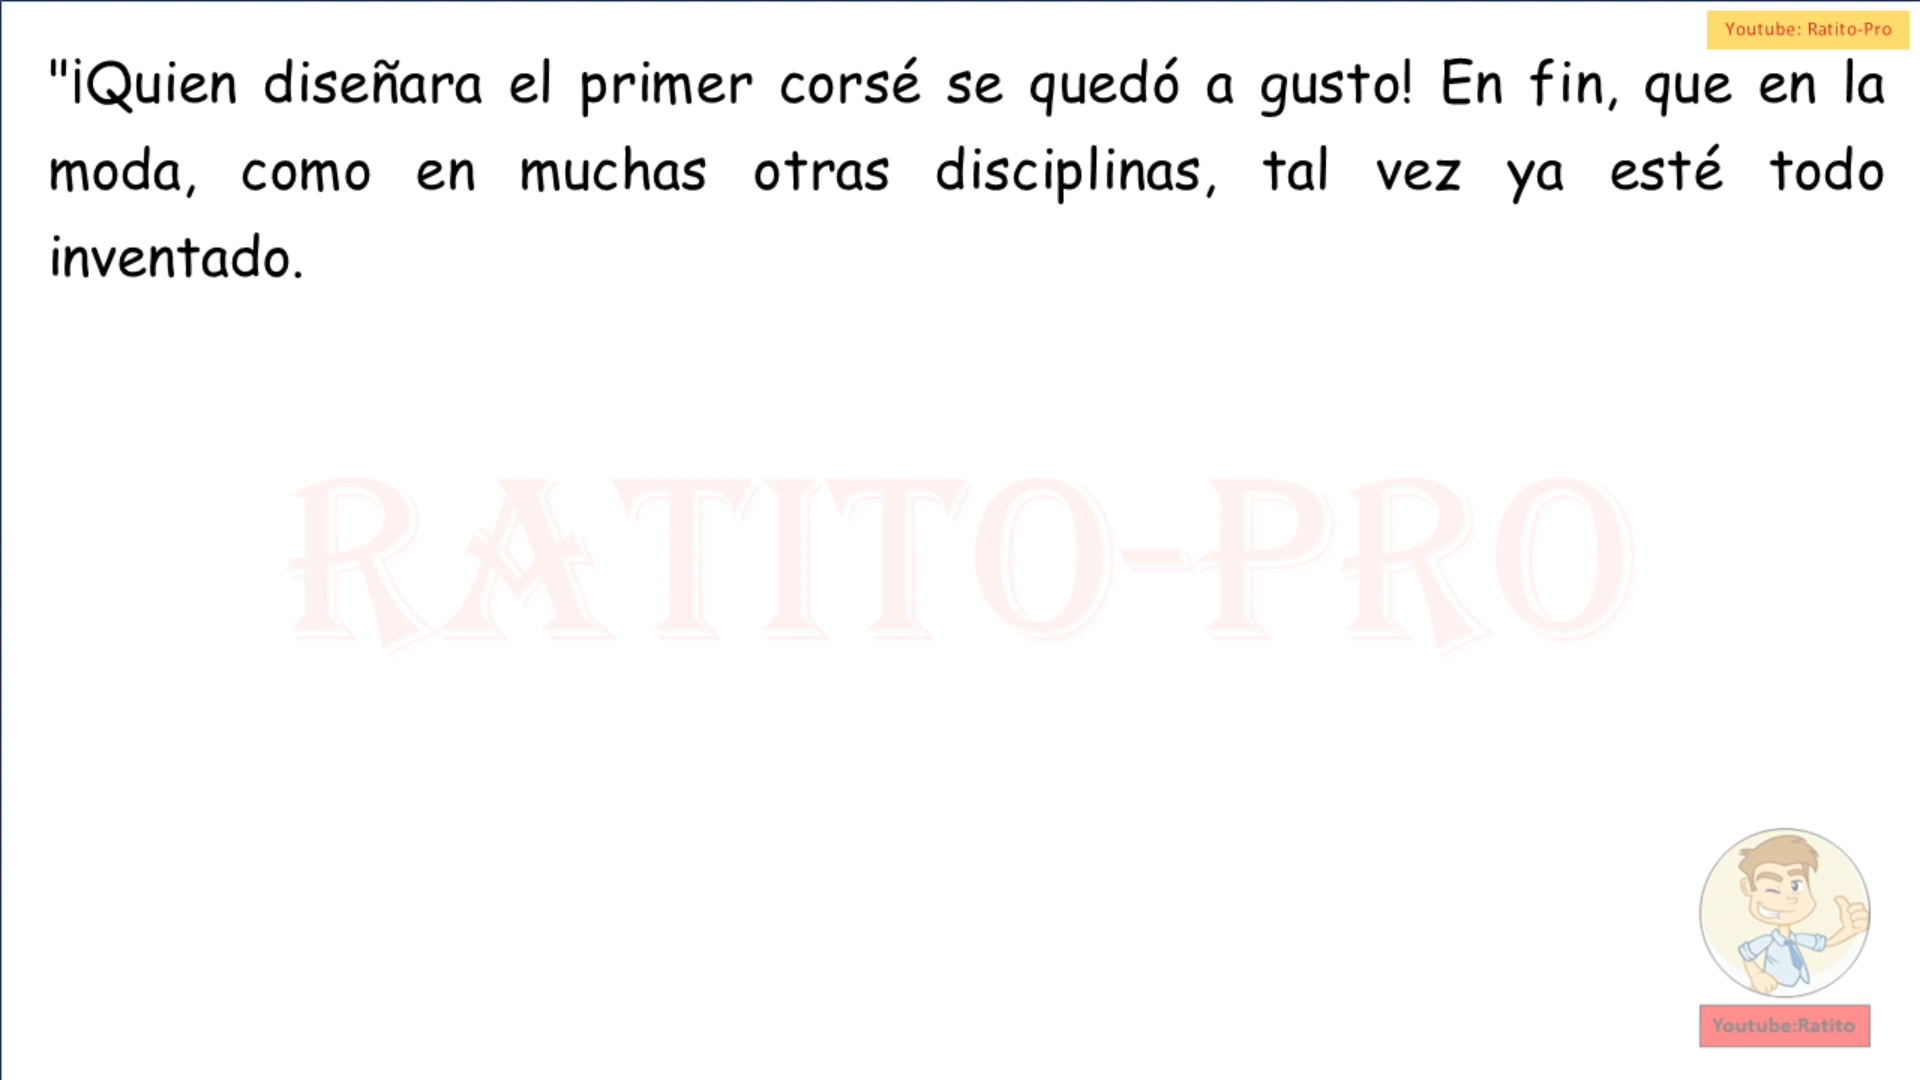 Youtube: Ratito-Pro
"¡Quien diseñara el primer corsé se quedó a gusto! En fin, que en la
moda, como en muchas otras disciplinas, tal vez ya esté todo
inventado.
RATITO-PRO
Youtube:Ratito